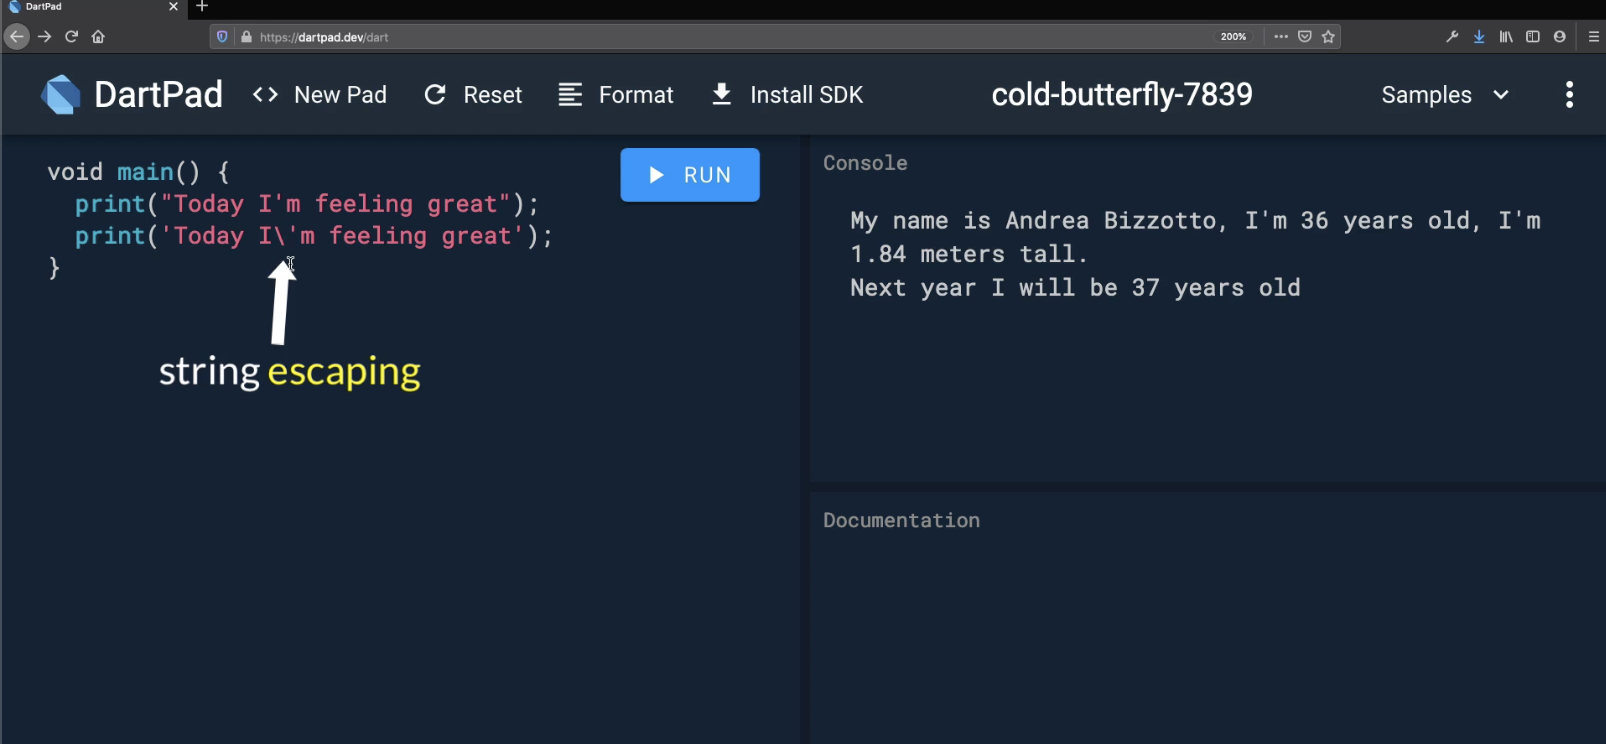 DartPad
https://dartpad.dev/dart
200%
DartPad
<> New Pad
Reset
Format
Install SDK
cold-butterfly-7839
Samples
void main() {
  print("Today I'm feeling great");
  print('Today I\'m feeling great');
}
RUN
string escaping
Console
My name is Andrea Bizzotto, I'm 36 years old, I'm
1.84 meters tall.
Next year I will be 37 years old
Documentation